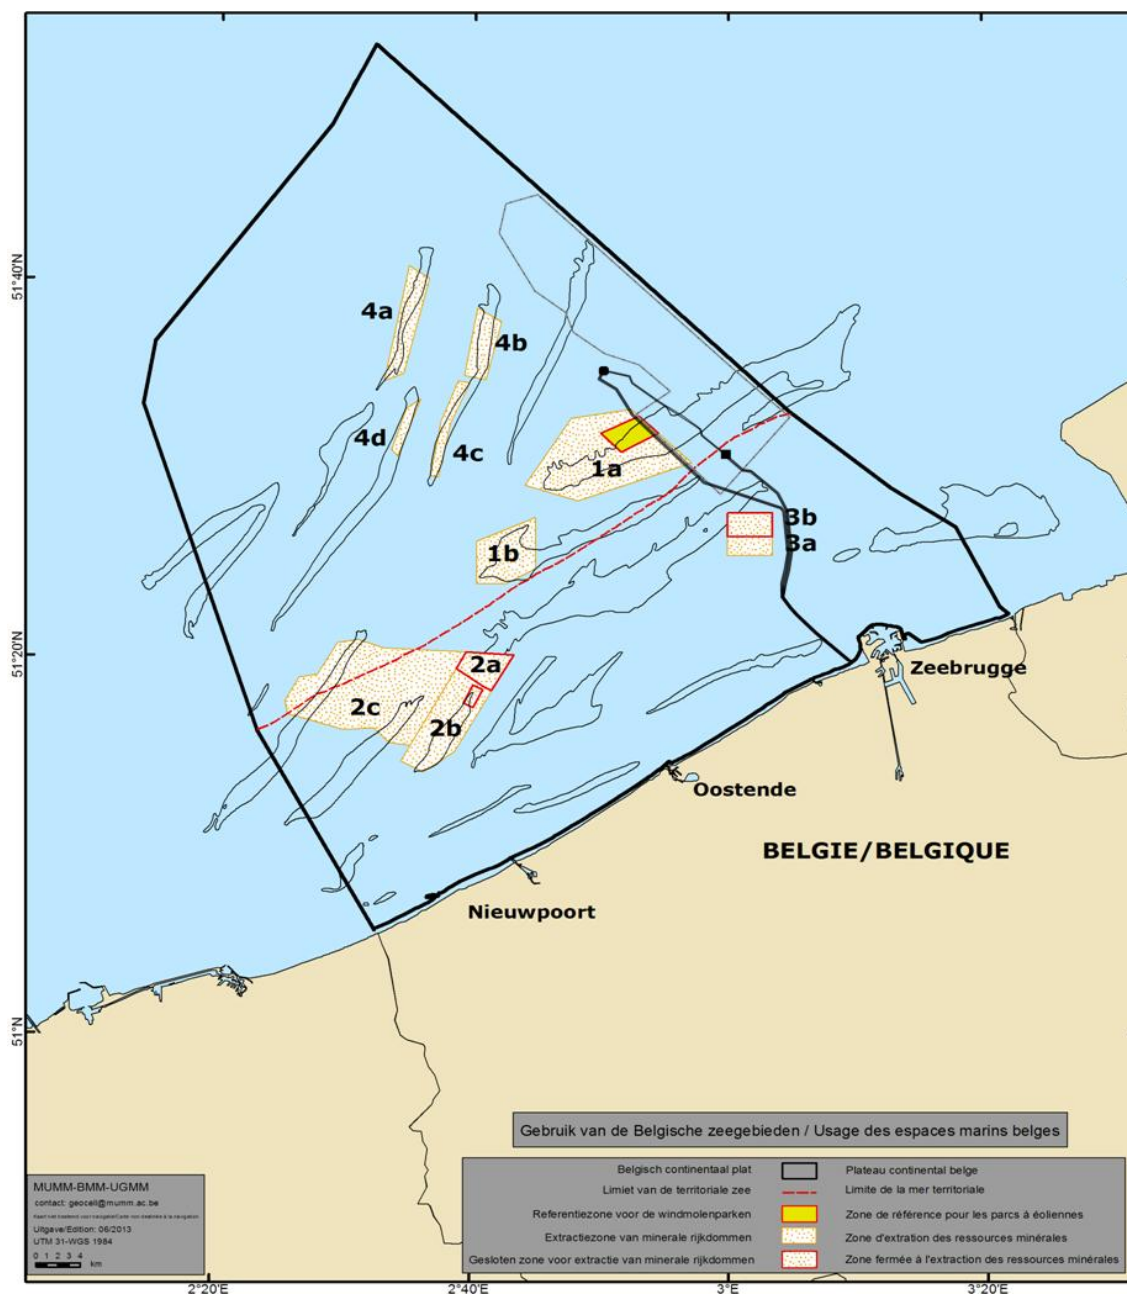 51°40'N
4a
4b
4d
4c
1a
3b
3a
1b
51°20'N
2a
Zeebrugge
2c
2b
Oostende
BELGIE/BELGIQUE
Nieuwpoort
51°N
Gebruik van de Belgische zeegebieden / Usage des espaces marins belges
Belgisch continentaal plat Plateau continental belge
Limiet van de territoriale zee Limite de la mer territoriale
Referentiezone voor de windmolenparken Zone de référence pour les parcs à éoliennes
Extractiezone van minerale rijkdommen Zone d'extration des ressources minérales
Gesloten zone voor extractie van minerale rijkdommen Zone fermée à l'extraction des ressources minérales
MUMM-BMM-UGMM
contact: geocell@mumm.ac.be
Uitgave/Edition: 06/2013
UTM 31-WGS 1984
0 1 2 3 4
km
2°20'E 2°40'E 3°E 3°20'E